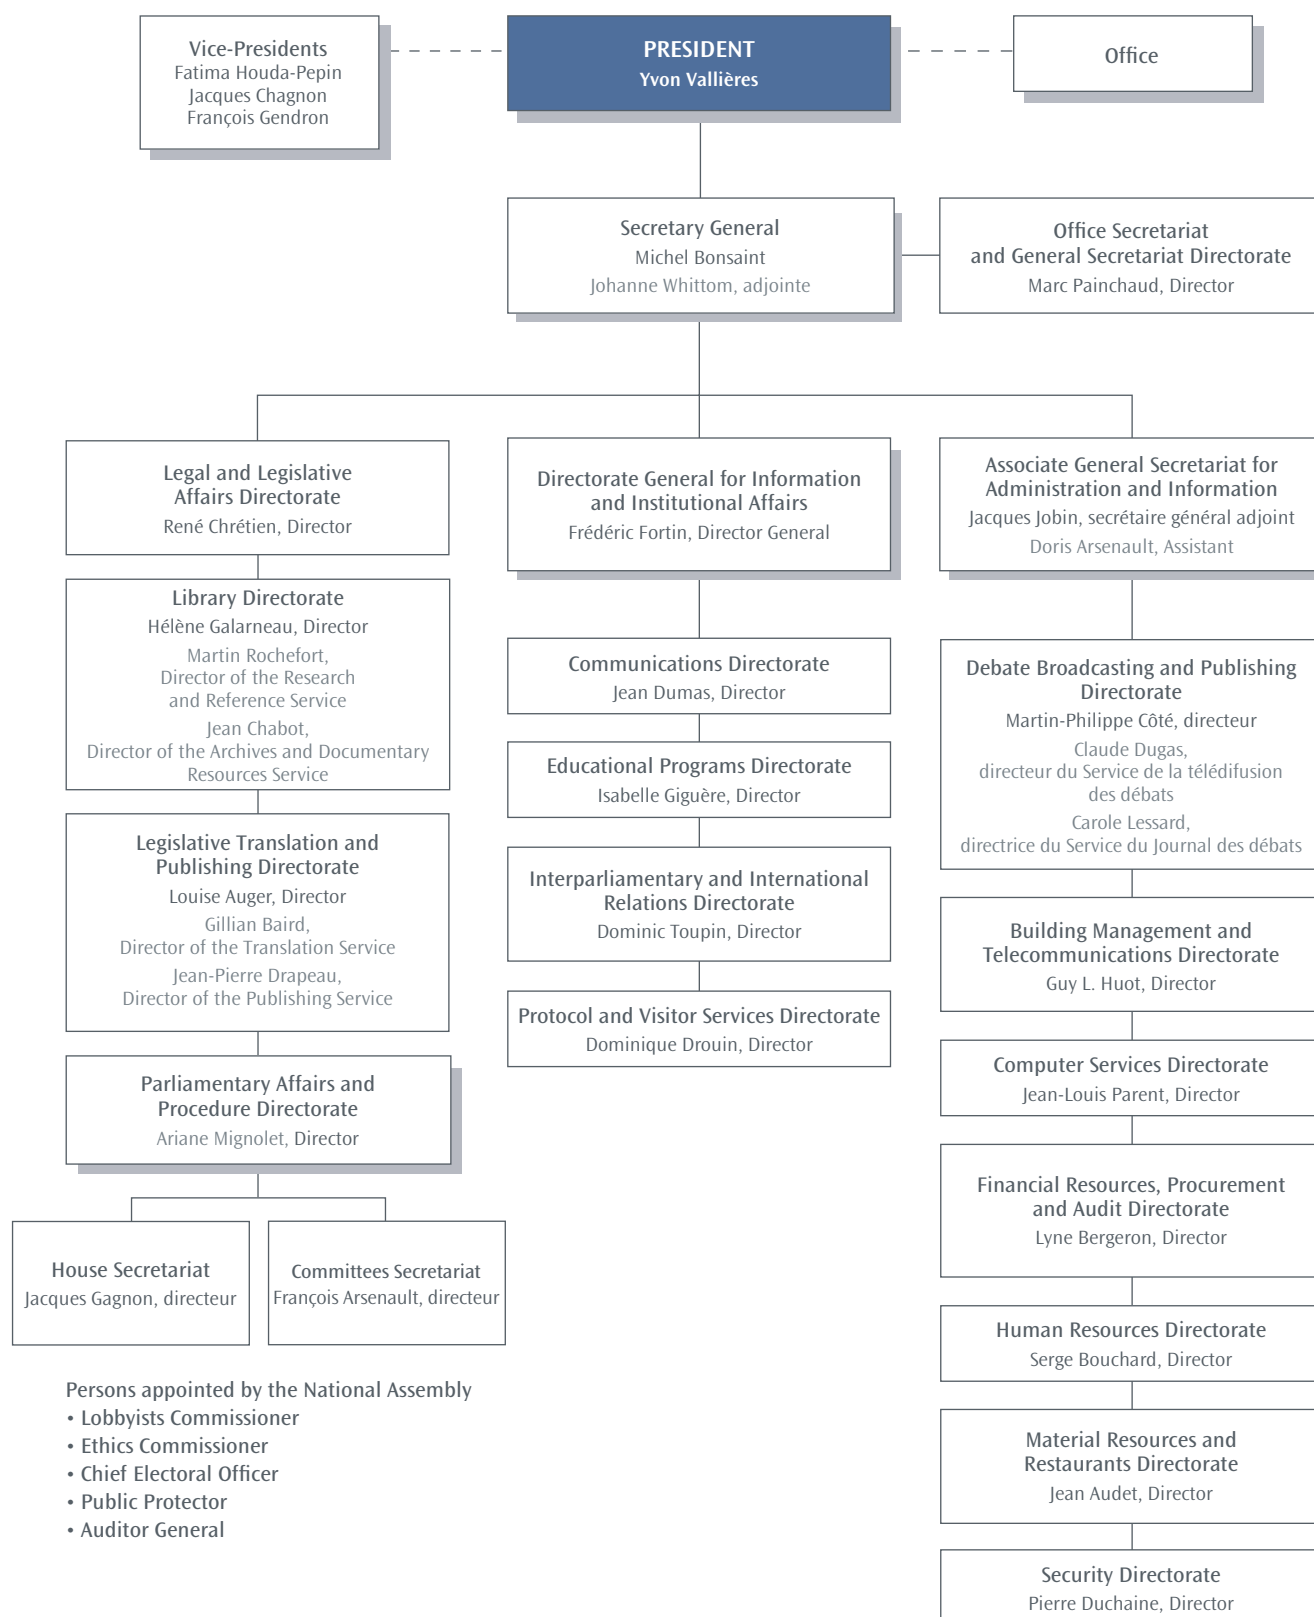 Vice-Presidents
Fatima Houda-Pepin
Jacques Chagnon
François Gendron
PRESIDENT
Yvon Vallières
Office
Secretary General
Michel Bonsaint
Johanne Whittom, adjointe
Office Secretariat
and General Secretariat Directorate
Marc Painchaud, Director
Legal and Legislative
Affairs Directorate
René Chrétien, Director
Library Directorate
Hélène Galarneau, Director
Martin Rochefort,
Director of the Research
and Reference Service
Jean Chabot,
Director of the Archives and Documentary
Resources Service
Legislative Translation and
Publishing Directorate
Louise Auger, Director
Gillian Baird,
Director of the Translation Service
Jean-Pierre Drapeau,
Director of the Publishing Service
Parliamentary Affairs and
Procedure Directorate
Ariane Mignolet, Director
House Secretariat
Jacques Gagnon, directeur
Committees Secretariat
François Arsenault, directeur
Directorate General for Information
and Institutional Affairs
Frédéric Fortin, Director General
Communications Directorate
Jean Dumas, Director
Educational Programs Directorate
Isabelle Giguère, Director
Interparliamentary and International
Relations Directorate
Dominic Toupin, Director
Protocol and Visitor Services Directorate
Dominique Drouin, Director
Associate General Secretariat for
Administration and Information
Jacques Jobin, secrétaire général adjoint
Doris Arsenault, Assistant
Debate Broadcasting and Publishing
Directorate
Martin-Philippe Côté, directeur
Claude Dugas,
directeur du Service de la télédifusion
des débats
Carole Lessard,
directrice du Service du Journal des débats
Building Management and
Telecommunications Directorate
Guy L. Huot, Director
Computer Services Directorate
Jean-Louis Parent, Director
Financial Resources, Procurement
and Audit Directorate
Lyne Bergeron, Director
Human Resources Directorate
Serge Bouchard, Director
Material Resources and
Restaurants Directorate
Jean Audet, Director
Security Directorate
Pierre Duchaine, Director
Persons appointed by the National Assembly
• Lobbyists Commissioner
• Ethics Commissioner
• Chief Electoral Officer
• Public Protector
• Auditor General